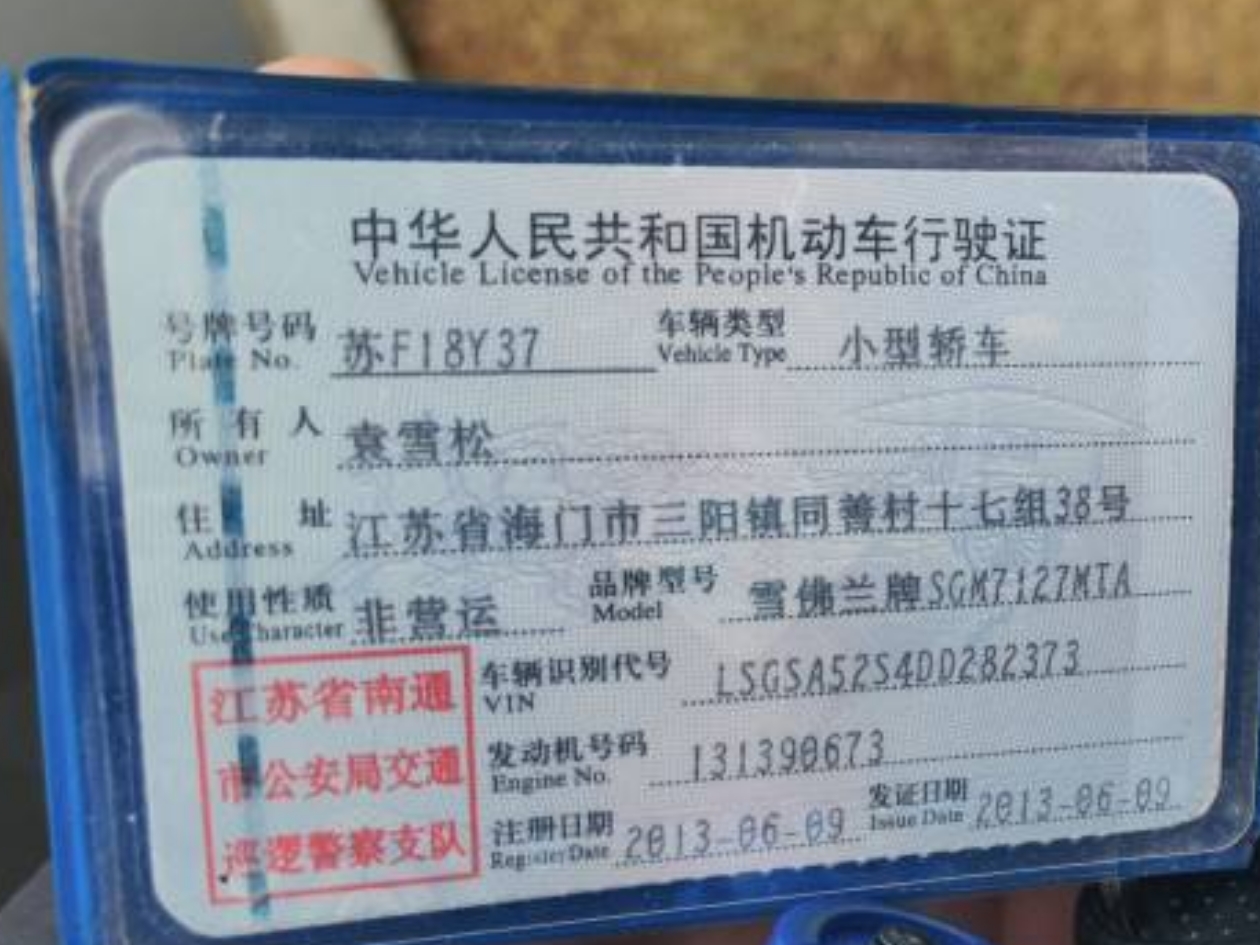 中华人民共和国机动车行驶证
Vehicle License of the People's Republic of China
号牌号码 苏F18Y37 车辆类型 小型轿车
Plate No. Vehicle Type
所有人 袁雪松
Owner
住址 江苏省海门市三阳镇同善村十七组38号
Address
使用性质 非营运 品牌型号 雪佛兰牌SGM7127MTA
Use Character Model
江苏省南通
市公安局交通
巡逻警察支队
车辆识别代号 LSGSA52S4DD282373
VIN
发动机号码 131390673
Engine No.
注册日期 2013-06-09 发证日期 2013-06-09
Register Date Issue Date